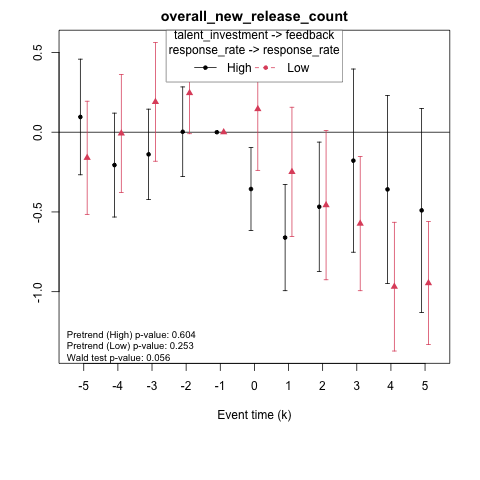 overall_new_release_count
talent_investment -> feedback
response_rate -> response_rate
High Low
0.5
0.0
-0.5
-1.0
Pretrend (High) p-value: 0.604
Pretrend (Low) p-value: 0.253
Wald test p-value: 0.056
-5 -4 -3 -2 -1 0 1 2 3 4 5
Event time (k)